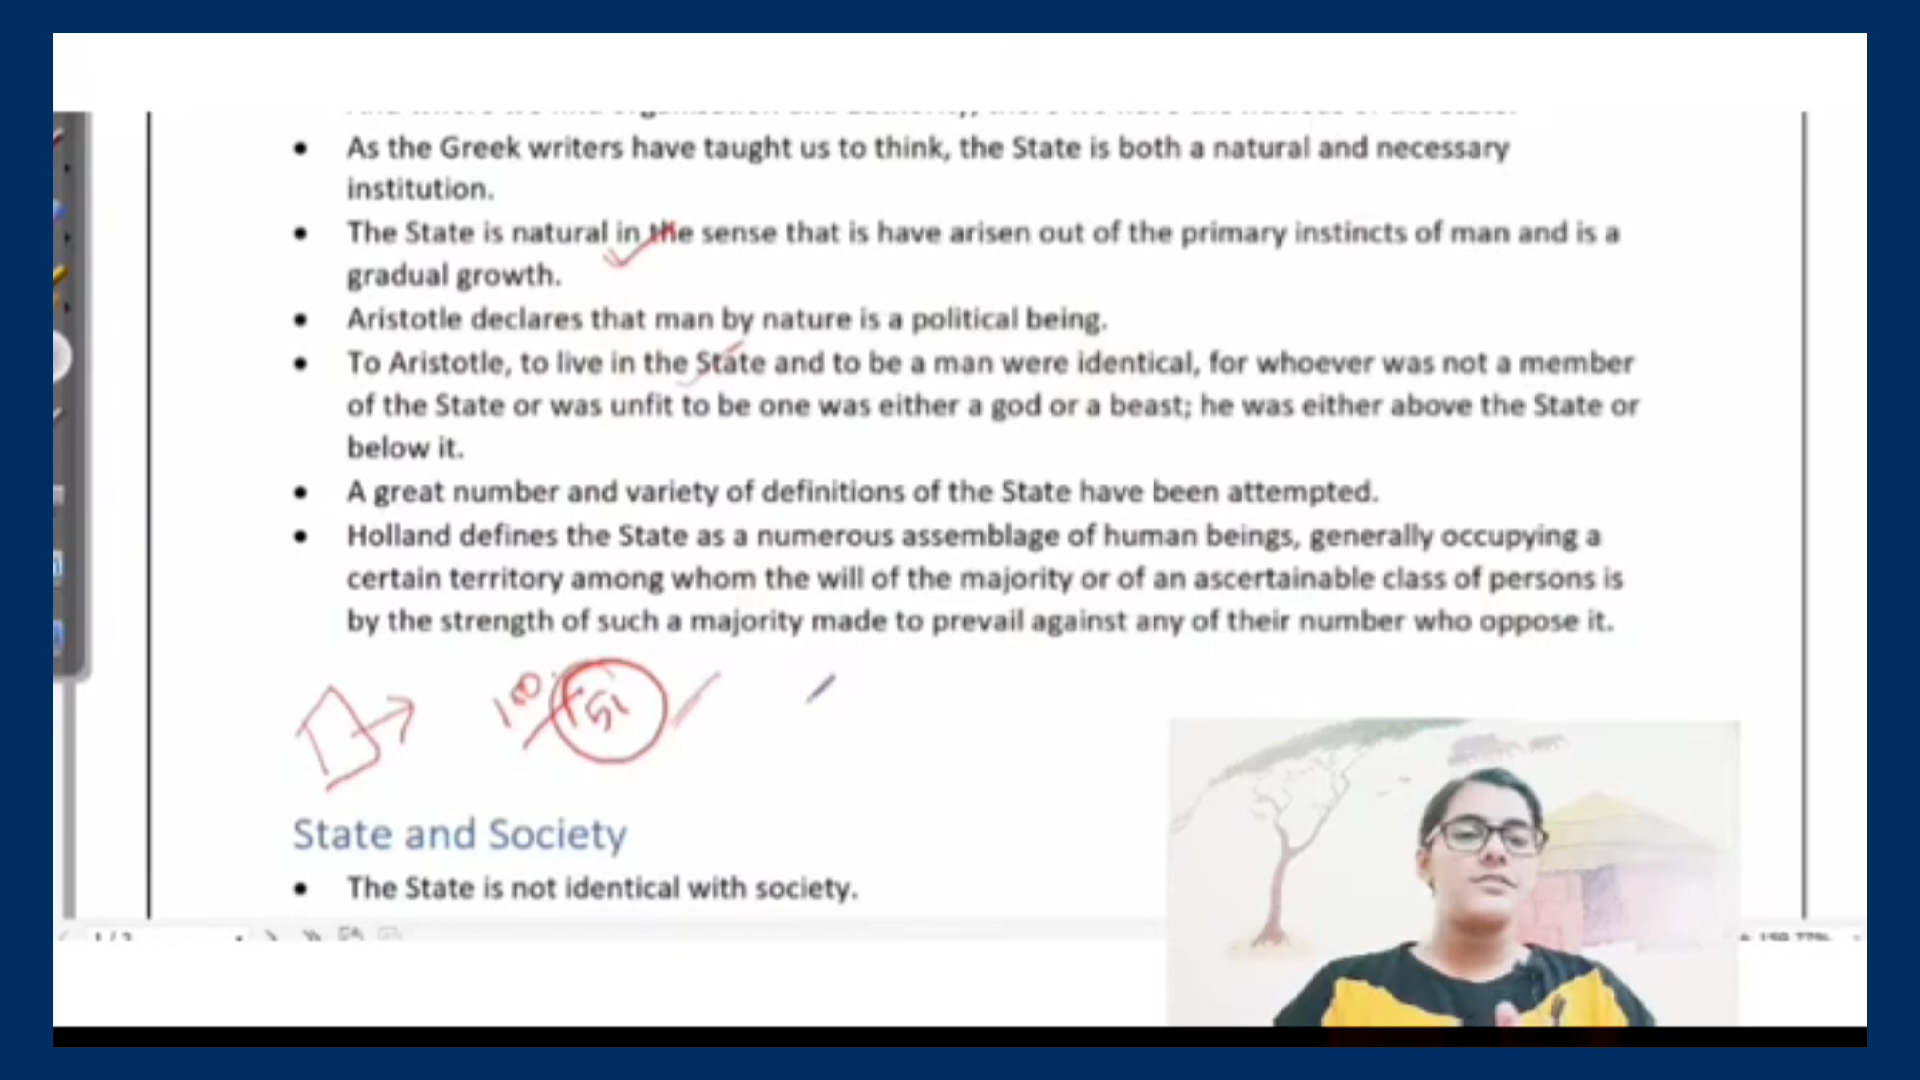 As the Greek writers have taught us to think, the State is both a natural and necessary
institution.
The State is natural in the sense that is have arisen out of the primary instincts of man and is a
gradual growth.
Aristotle declares that man by nature is a political being.
To Aristotle, to live in the State and to be a man were identical, for whoever was not a member
of the State or was unfit to be one was either a god or a beast; he was either above the State or
below it.
A great number and variety of definitions of the State have been attempted.
Holland defines the State as a numerous assemblage of human beings, generally occupying a
certain territory among whom the will of the majority or of an ascertainable class of persons is
by the strength of such a majority made to prevail against any of their number who oppose it.
100 51
State and Society
The State is not identical with society.